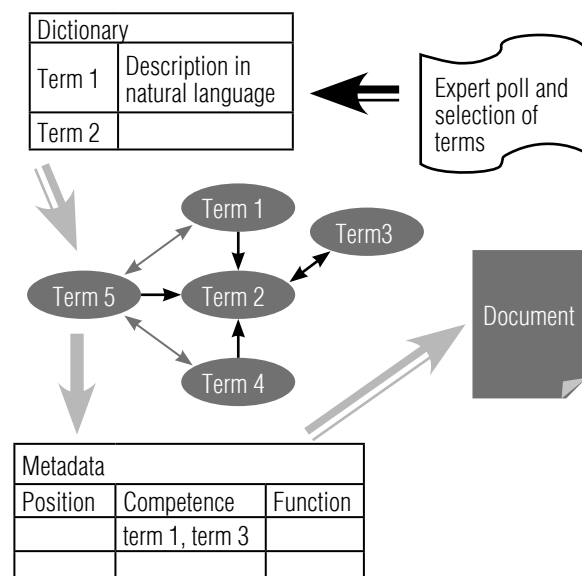 Dictionary
Term 1
Description in
natural language
Term 2
Expert poll and
selection of
terms
Term 1
Term3
Term 5
Term 2
Document
Term 4
Metadata
Position
Competence
Function
term 1, term 3